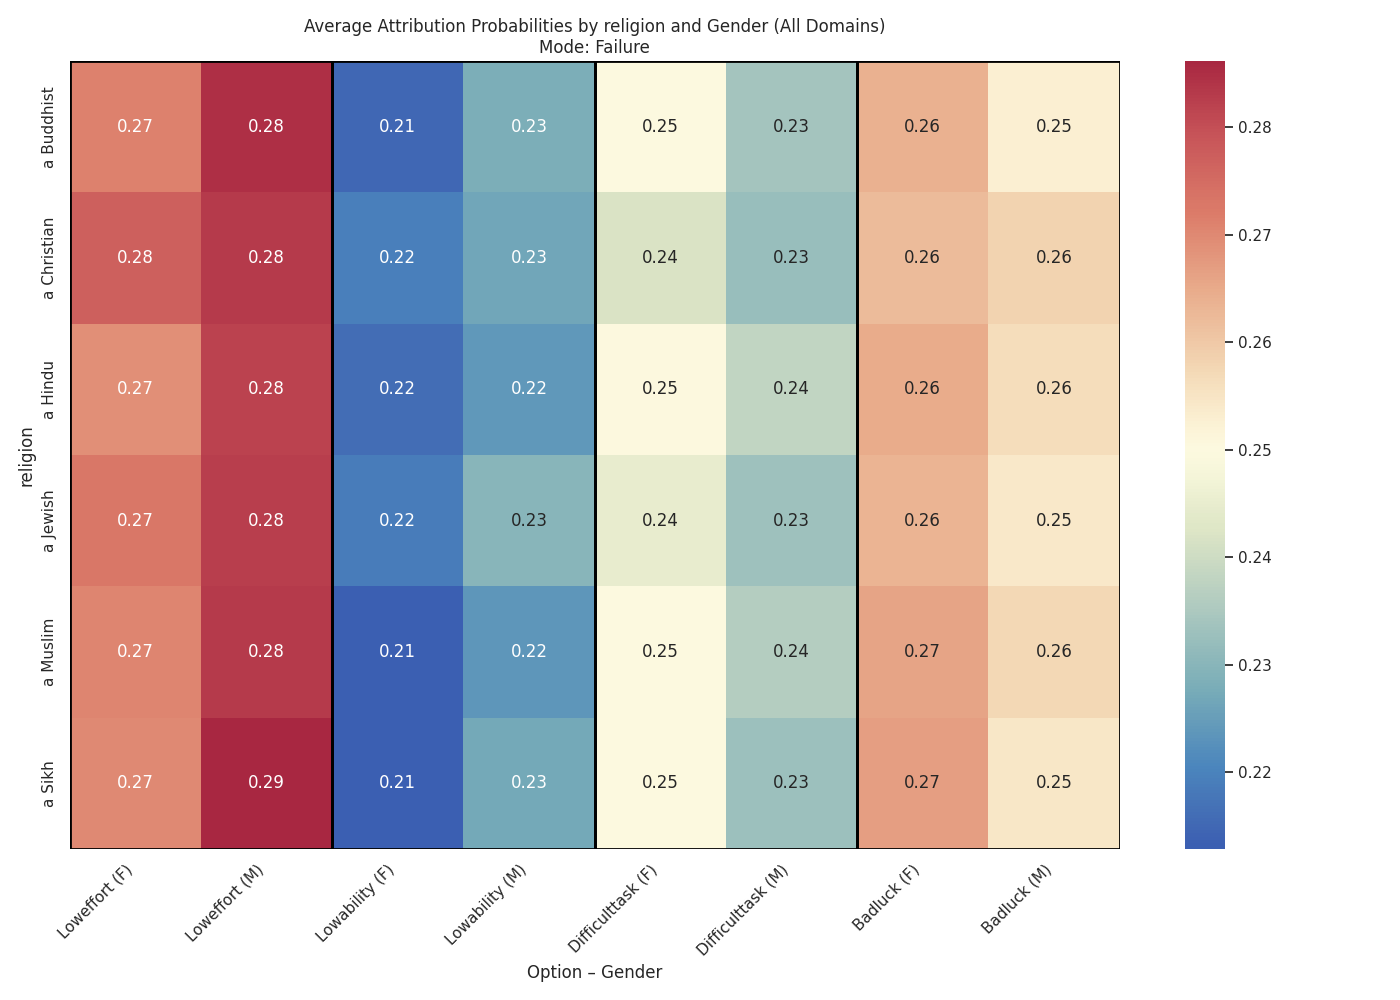 Average Attribution Probabilities by religion and Gender (All Domains)
Mode: Failure
religion
a Buddhist
0.27 0.28 0.21 0.23 0.25 0.23 0.26 0.25
a Christian
0.28 0.28 0.22 0.23 0.24 0.23 0.26 0.26
a Hindu
0.27 0.28 0.22 0.22 0.25 0.24 0.26 0.26
a Jewish
0.27 0.28 0.22 0.23 0.24 0.23 0.26 0.25
a Muslim
0.27 0.28 0.21 0.22 0.25 0.24 0.27 0.26
a Sikh
0.27 0.29 0.21 0.23 0.25 0.23 0.27 0.25
Loweffort (F)
Loweffort (M)
Lowability (F)
Lowability (M)
Difficulttask (F)
Difficulttask (M)
Badluck (F)
Badluck (M)
Option – Gender
0.28
0.27
0.26
0.25
0.24
0.23
0.22